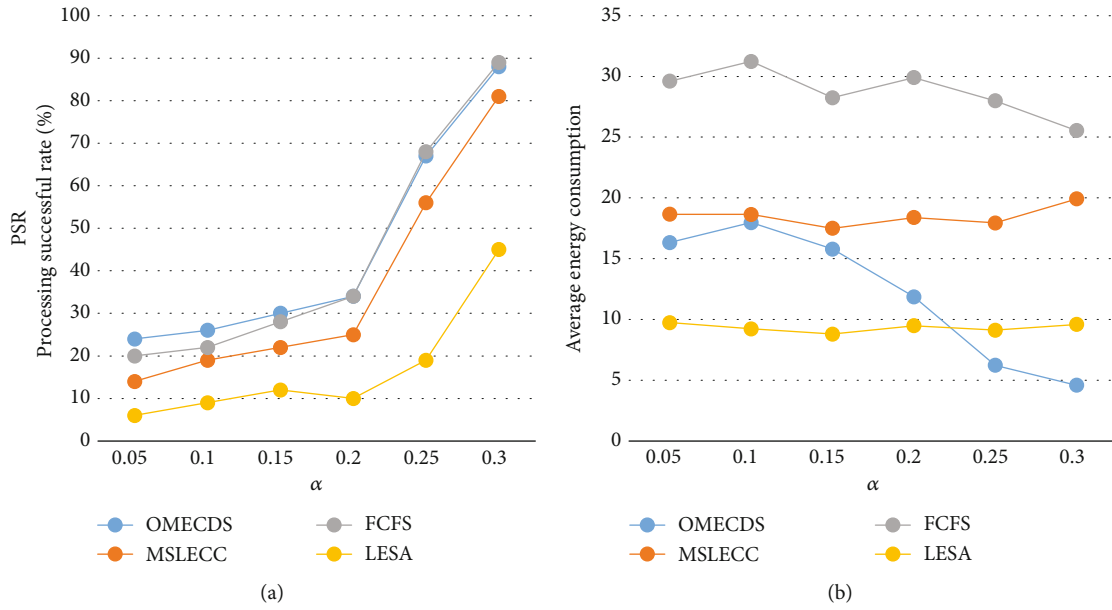 100
90
80
70
60
50
40
30
20
10
0
PSR
Processing successful rate (%)
0.05 0.1 0.15 0.2 0.25 0.3
α
OMECDS
FCFS
MSLECC
LESA
(a)
35
30
25
20
15
10
5
0
Average energy consumption
0.05 0.1 0.15 0.2 0.25 0.3
α
OMECDS
FCFS
MSLECC
LESA
(b)